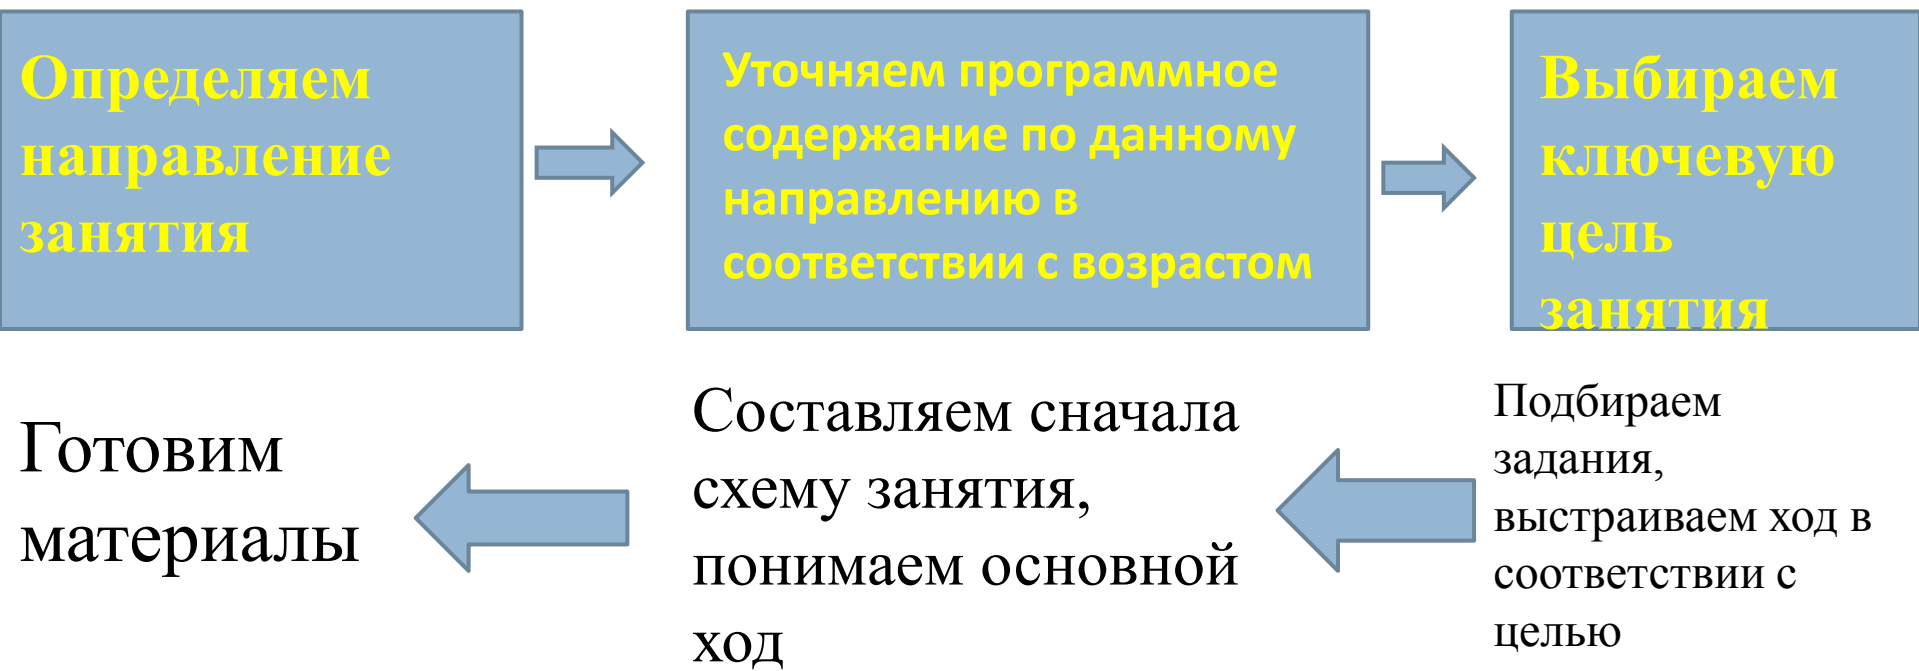 Определяем
направление
занятия
Уточняем программное
содержание по данному
направлению в
соответствии с возрастом
Выбираем
ключевую
цель
занятия
Подбираем
задания,
выстраиваем ход в
соответствии с
целью
Составляем сначала
схему занятия,
понимаем основной
ход
Готовим
материалы